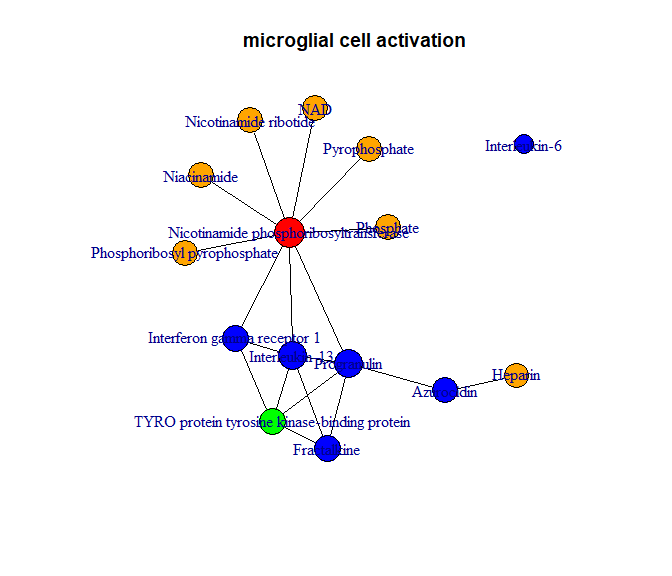 microglial cell activation
NAD
Nicotinamide ribotide
Pyrophosphate
Interleukin-6
Niacinamide
Phosphate
Nicotinamide phosphoribosyltransferase
Phosphoribosyl pyrophosphate
Interferon gamma receptor 1
Interleukin-13
Progranulin
Heparin
Azurocidin
TYRO protein tyrosine kinase-binding protein
Fractalkine